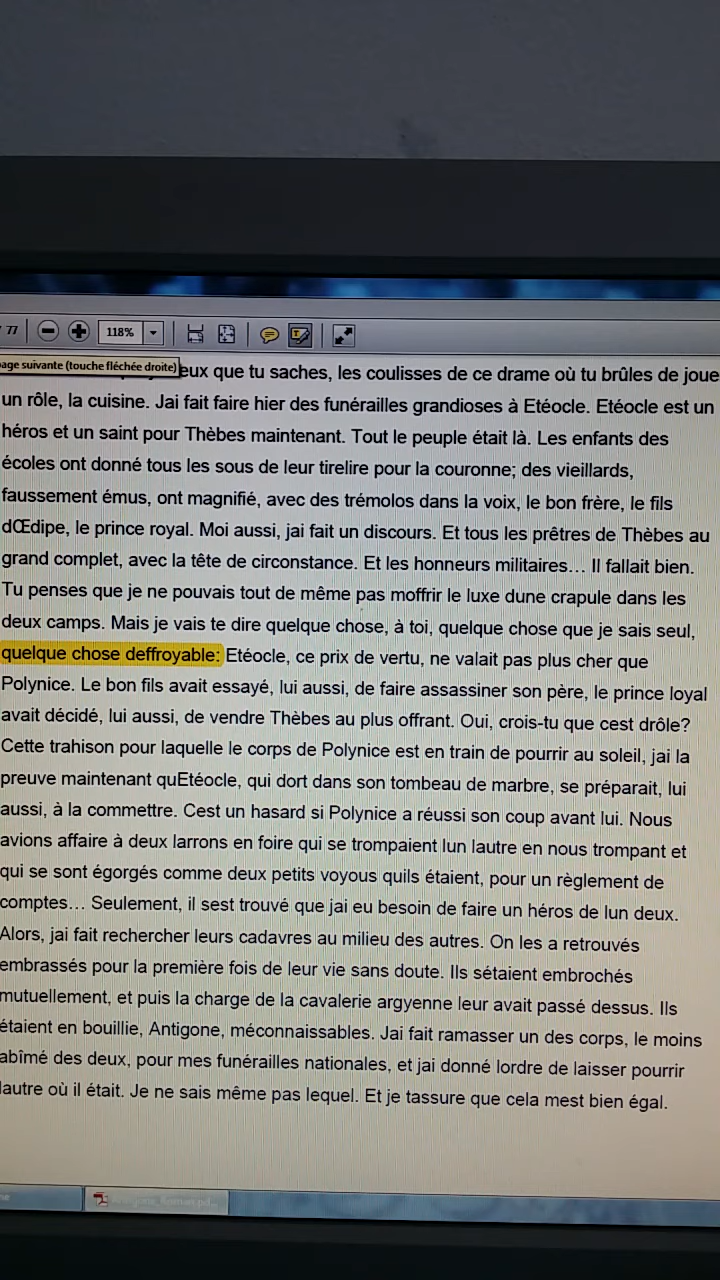 77
118%
age suivante (touche fléchée droite)
eux que tu saches, les coulisses de ce drame où tu brûles de joue
un rôle, la cuisine. Jai fait faire hier des funérailles grandioses à Etéocle. Etéocle est un
héros et un saint pour Thèbes maintenant. Tout le peuple était là. Les enfants des
écoles ont donné tous les sous de leur tirelire pour la couronne; des vieillards,
faussement émus, ont magnifié, avec des trémolos dans la voix, le bon frère, le fils
dŒdipe, le prince royal. Moi aussi, jai fait un discours. Et tous les prêtres de Thèbes au
grand complet, avec la tête de circonstance. Et les honneurs militaires… Il fallait bien.
Tu penses que je ne pouvais tout de même pas moffrir le luxe dune crapule dans les
deux camps. Mais je vais te dire quelque chose, à toi, quelque chose que je sais seul,
quelque chose deffroyable: Etéocle, ce prix de vertu, ne valait pas plus cher que
Polynice. Le bon fils avait essayé, lui aussi, de faire assassiner son père, le prince loyal
avait décidé, lui aussi, de vendre Thèbes au plus offrant. Oui, crois-tu que cest drôle?
Cette trahison pour laquelle le corps de Polynice est en train de pourrir au soleil, jai la
preuve maintenant quEtéocle, qui dort dans son tombeau de marbre, se préparait, lui
aussi, à la commettre. Cest un hasard si Polynice a réussi son coup avant lui. Nous
avions affaire à deux larrons en foire qui se trompaient lun lautre en nous trompant et
qui se sont égorgés comme deux petits voyous quils étaient, pour un règlement de
comptes… Seulement, il sest trouvé que jai eu besoin de faire un héros de lun deux.
Alors, jai fait rechercher leurs cadavres au milieu des autres. On les a retrouvés
embrassés pour la première fois de leur vie sans doute. Ils sétaient embrochés
mutuellement, et puis la charge de la cavalerie argyenne leur avait passé dessus. Ils
étaient en bouillie, Antigone, méconnaissables. Jai fait ramasser un des corps, le moins
abîmé des deux, pour mes funérailles nationales, et jai donné lordre de laisser pourrir
lautre où il était. Je ne sais même pas lequel. Et je tassure que cela mest bien égal.